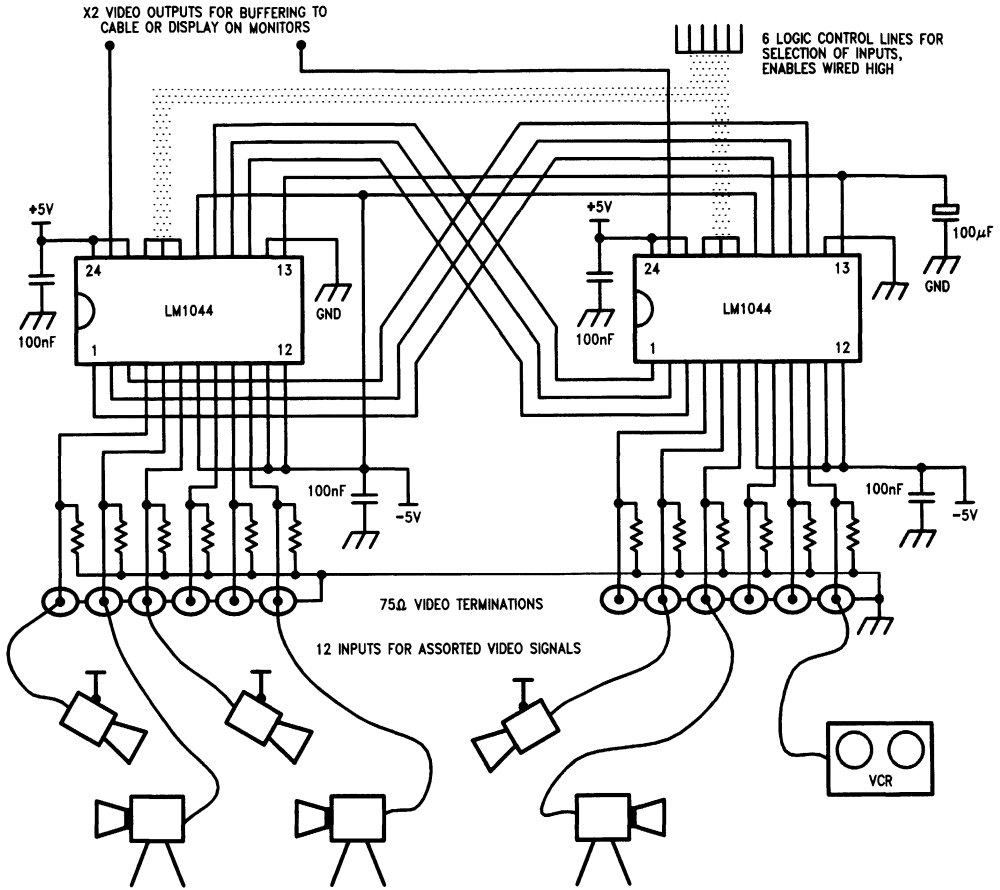 X2 VIDEO OUTPUTS FOR BUFFERING TO
CABLE OR DISPLAY ON MONITORS
6 LOGIC CONTROL LINES FOR
SELECTION OF INPUTS,
ENABLES WIRED HIGH
+5V
+5V
100μF
GND
24
13
LM1044
1
12
100nF
GND
24
13
LM1044
1
12
100nF
100nF
-5V
100nF
-5V
75Ω VIDEO TERMINATIONS
12 INPUTS FOR ASSORTED VIDEO SIGNALS
VCR